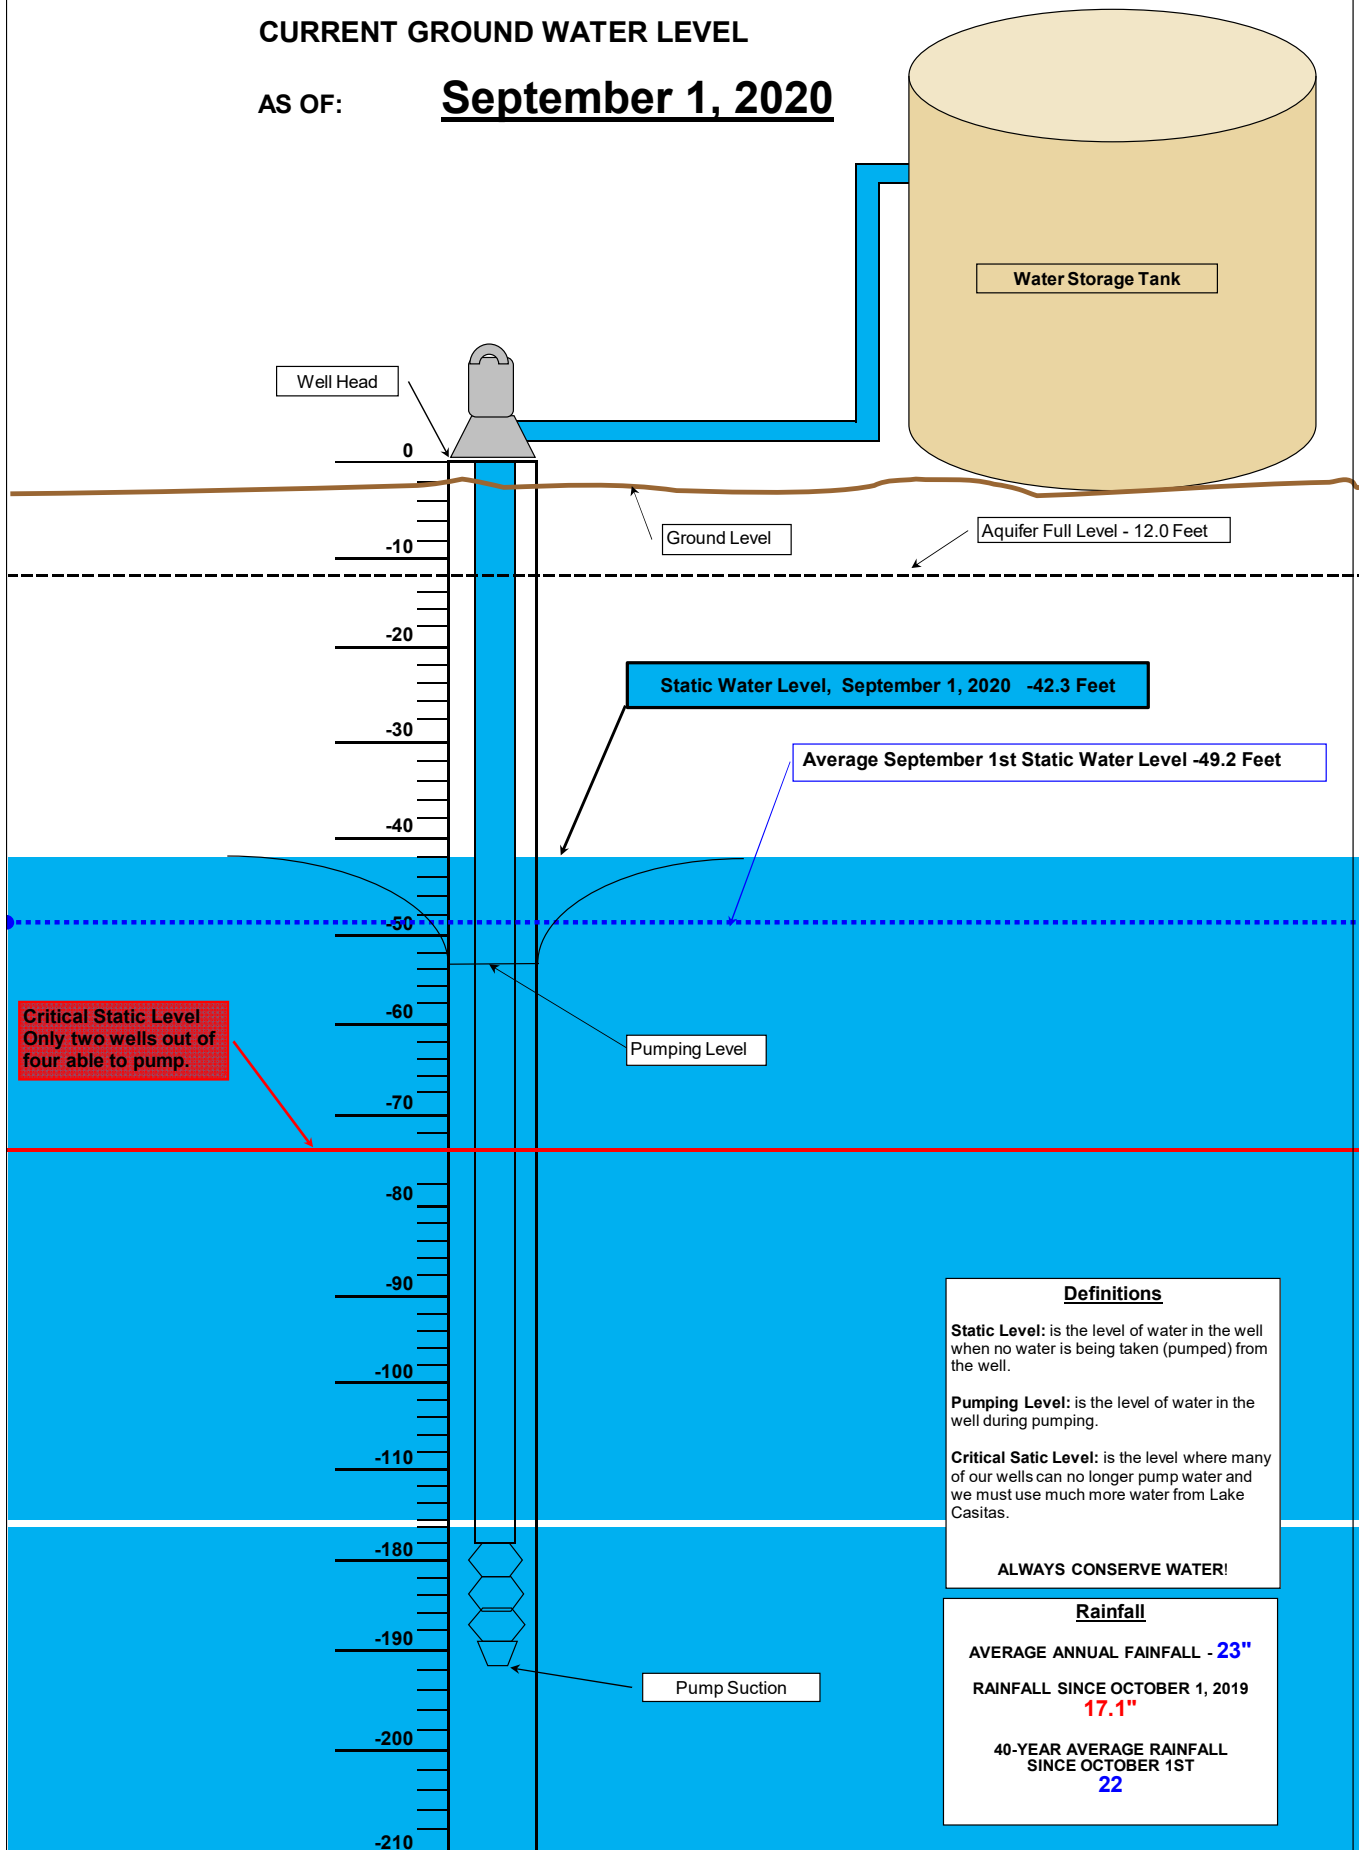 CURRENT GROUND WATER LEVEL
AS OF: September 1, 2020
Water Storage Tank
Well Head
0
Ground Level
Aquifer Full Level - 12.0 Feet
-10
-20
Static Water Level,  September 1, 2020   -42.3 Feet
-30
Average September 1st Static Water Level -49.2 Feet
-40
-50
Critical Static Level
Only two wells out of
four able to pump.
-60
Pumping Level
-70
-80
-90
-100
-110
-180
-190
Pump Suction
-200
-210
Definitions
Static Level: is the level of water in the well
when no water is being taken (pumped) from
the well.
Pumping Level: is the level of water in the
well during pumping.
Critical Satic Level: is the level where many
of our wells can no longer pump water and
we must use much more water from Lake
Casitas.
ALWAYS CONSERVE WATER!
Rainfall
AVERAGE ANNUAL FAINFALL - 23"
RAINFALL SINCE OCTOBER 1, 2019
17.1"
40-YEAR AVERAGE RAINFALL
SINCE OCTOBER 1ST
22